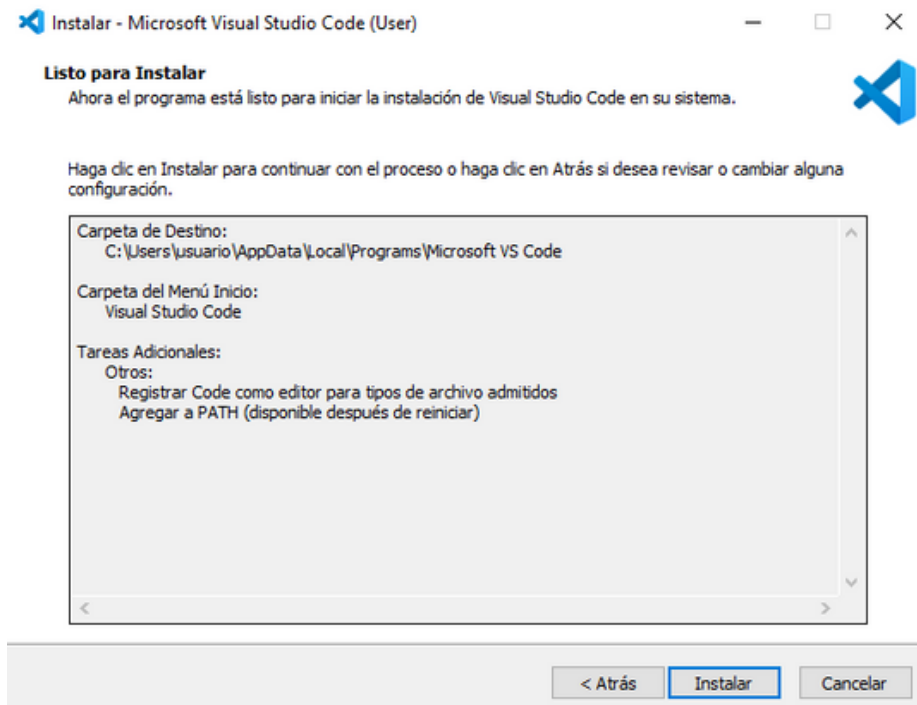 Instalar - Microsoft Visual Studio Code (User)
Listo para Instalar
Ahora el programa está listo para iniciar la instalación de Visual Studio Code en su sistema.
Haga clic en Instalar para continuar con el proceso o haga clic en Atrás si desea revisar o cambiar alguna
configuración.
Carpeta de Destino:
C:\Users\usuario\AppData\Local\Programs\Microsoft VS Code
Carpeta del Menú Inicio:
Visual Studio Code
Tareas Adicionales:
Otros:
Registrar Code como editor para tipos de archivo admitidos
Agregar a PATH (disponible después de reiniciar)
< Atrás
Instalar
Cancelar